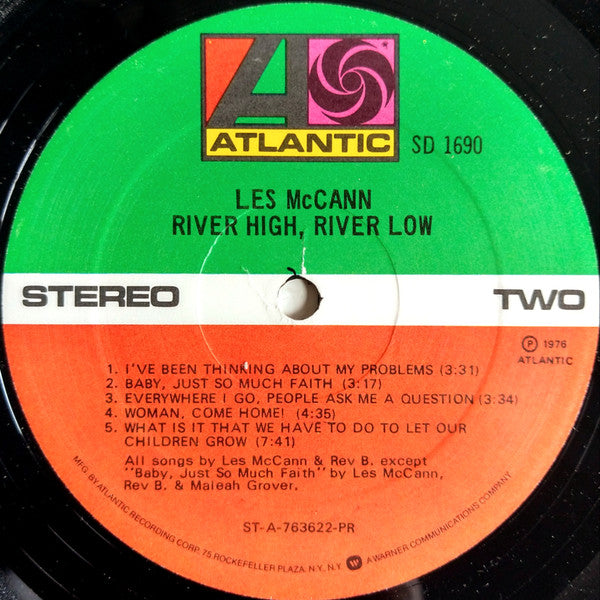 ATLANTIC
SD 1690
LES McCANN
RIVER HIGH, RIVER LOW
STEREO
TWO
Ⓟ 1976
ATLANTIC
1. I'VE BEEN THINKING ABOUT MY PROBLEMS (3:31)
2. BABY, JUST SO MUCH FAITH (3:17)
3. EVERYWHERE I GO, PEOPLE ASK ME A QUESTION (3:34)
4. WOMAN, COME HOME! (4:35)
5. WHAT IS IT THAT WE HAVE TO DO TO LET OUR
CHILDREN GROW (7:41)
All songs by Les McCann & Rev B. except
"Baby, Just So Much Faith" by Les McCann,
Rev B. & Maleah Grover.
ST-A-763622-PR
MFG. BY ATLANTIC RECORDING CORP. 75 ROCKEFELLER PLAZA, N.Y., N.Y. W A WARNER COMMUNICATIONS COMPANY